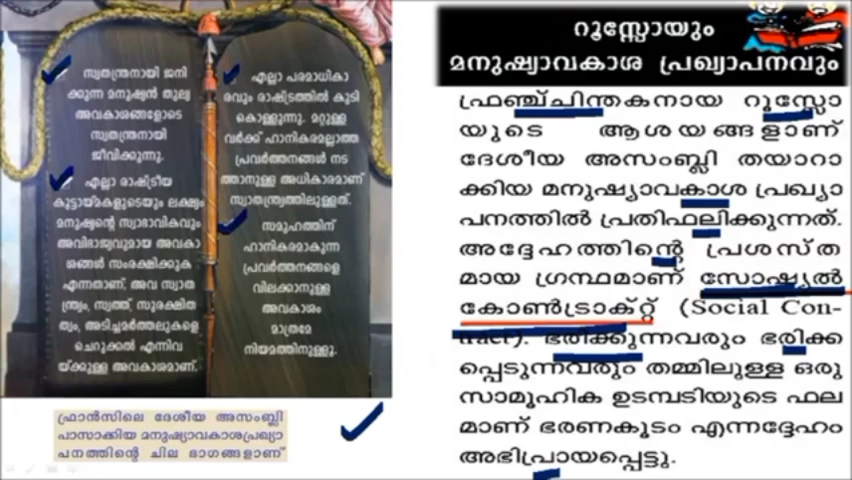 സ്വതന്ത്രനായി ജനി
ക്കുന്ന മനുഷ്യൻ തുല്യ
അവകാശങ്ങളോടെ
സ്വതന്ത്രനായി
ജീവിക്കുന്നു.
എല്ലാ രാഷ്ട്രീയ
കൂട്ടായ്മകളുടെയും ലക്ഷ്യം
മനുഷ്യന്റെ സ്വാഭാവികവും
അവിഭാജ്യവുമായ അവകാ
ശങ്ങൾ സംരക്ഷിക്കുക
എന്നതാണ്. അവ സ്വാത
ന്ത്ര്യം, സ്വത്ത്, സുരക്ഷിത
ത്വം, അടിച്ചമർത്തലുകളെ
ചെറുക്കൽ എന്നിവ
യ്ക്കുള്ള അവകാശമാണ്.
എല്ലാ പരമാധികാ
രവും രാഷ്ട്രത്തിൽ കുടി
കൊള്ളുന്നു. മറ്റുള്ള
വർക്ക് ഹാനികരമല്ലാത്ത
പ്രവർത്തനങ്ങൾ നട
ത്താനുള്ള അധികാരമാണ്
സ്വാതന്ത്ര്യത്തിലുള്ളത്.
സമൂഹത്തിന്
ഹാനികരമാകുന്ന
പ്രവർത്തനങ്ങളെ
വിലക്കാനുള്ള
അവകാശം
മാത്രമേ
നിയമത്തിനുള്ളൂ.
ഫ്രാൻസിലെ ദേശീയ അസംബ്ലി
പാസാക്കിയ മനുഷ്യാവകാശപ്രഖ്യാ
പനത്തിന്റെ ചില ഭാഗങ്ങളാണ്
റൂസ്സോയും
മനുഷ്യാവകാശ പ്രഖ്യാപനവും
ഫ്രഞ്ച്ചിന്തകനായ റൂസ്സോ
യുടെ ആശയങ്ങളാണ്
ദേശീയ അസംബ്ലി തയാറാ
ക്കിയ മനുഷ്യാവകാശ പ്രഖ്യാ
പനത്തിൽ പ്രതിഫലിക്കുന്നത്.
അദ്ദേഹത്തിന്റെ പ്രശസ്ത
മായ ഗ്രന്ഥമാണ് സോഷ്യൽ
കോൺട്രാക്റ്റ് (Social Con-
tract). ഭരിക്കുന്നവരും ഭരിക്ക
പ്പെടുന്നവരും തമ്മിലുള്ള ഒരു
സാമൂഹിക ഉടമ്പടിയുടെ ഫല
മാണ് ഭരണകൂടം എന്നദ്ദേഹം
അഭിപ്രായപ്പെട്ടു.